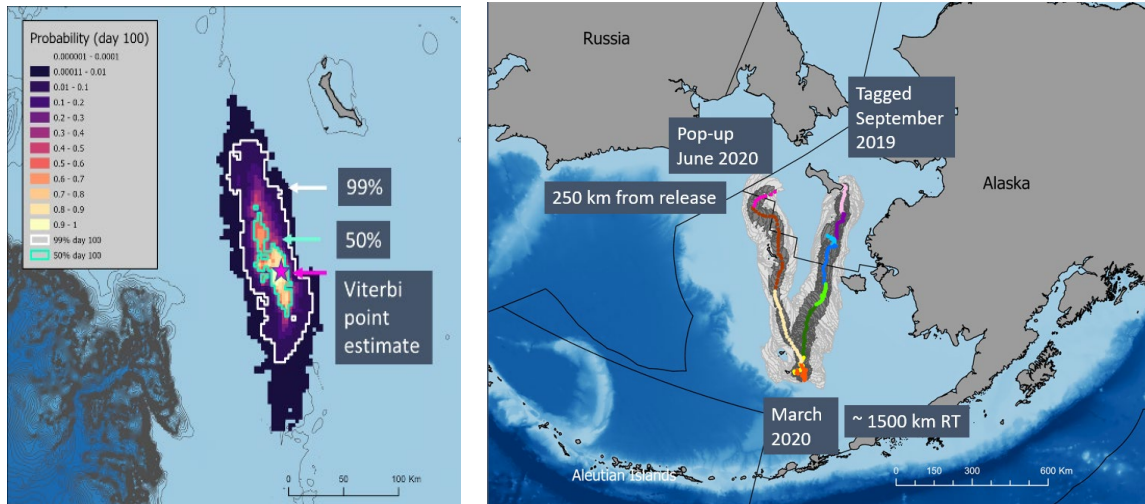 Probability (day 100)
0.000001 - 0.0001
0.00011 - 0.01
0.01 - 0.1
0.1 - 0.2
0.2 - 0.3
0.3 - 0.4
0.4 - 0.5
0.5 - 0.6
0.6 - 0.7
0.7 - 0.8
0.8 - 0.9
0.9 - 1
99% day 100
50% day 100
99%
50%
Viterbi
point
estimate
0
50
100 Km
Russia
Tagged
September
2019
Pop-up
June 2020
250 km from release
Alaska
March
2020
~ 1500 km RT
Aleutian Islands
0 150 300 600 Km